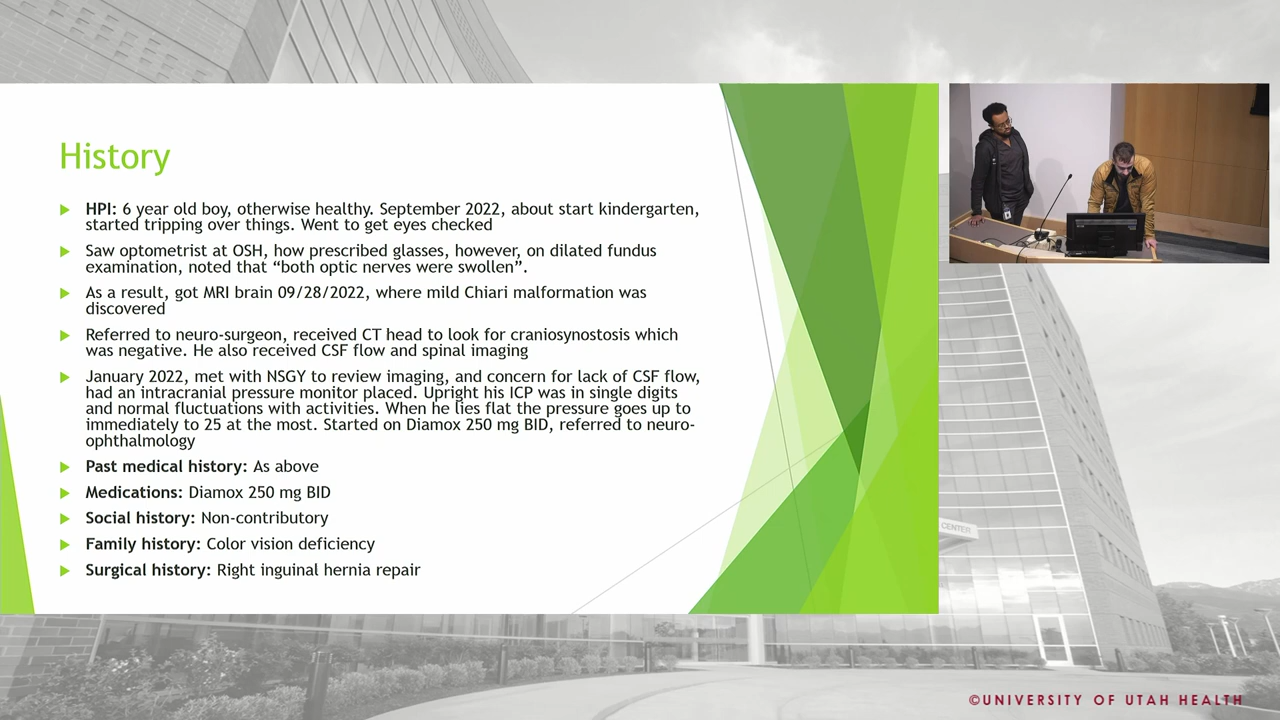 History
HPI: 6 year old boy, otherwise healthy. September 2022, about start kindergarten,
started tripping over things. Went to get eyes checked
Saw optometrist at OSH, how prescribed glasses, however, on dilated fundus
examination, noted that “both optic nerves were swollen”.
As a result, got MRI brain 09/28/2022, where mild Chiari malformation was
discovered
Referred to neuro-surgeon, received CT head to look for craniosynostosis which
was negative. He also received CSF flow and spinal imaging
January 2022, met with NSGY to review imaging, and concern for lack of CSF flow,
had an intracranial pressure monitor placed. Upright his ICP was in single digits
and normal fluctuations with activities. When he lies flat the pressure goes up to
immediately to 25 at the most. Started on Diamox 250 mg BID, referred to neuro-
ophthalmology
Past medical history: As above
Medications: Diamox 250 mg BID
Social history: Non-contributory
Family history: Color vision deficiency
Surgical history: Right inguinal hernia repair
CENTER
©UNIVERSITY OF UTAH HEALTH